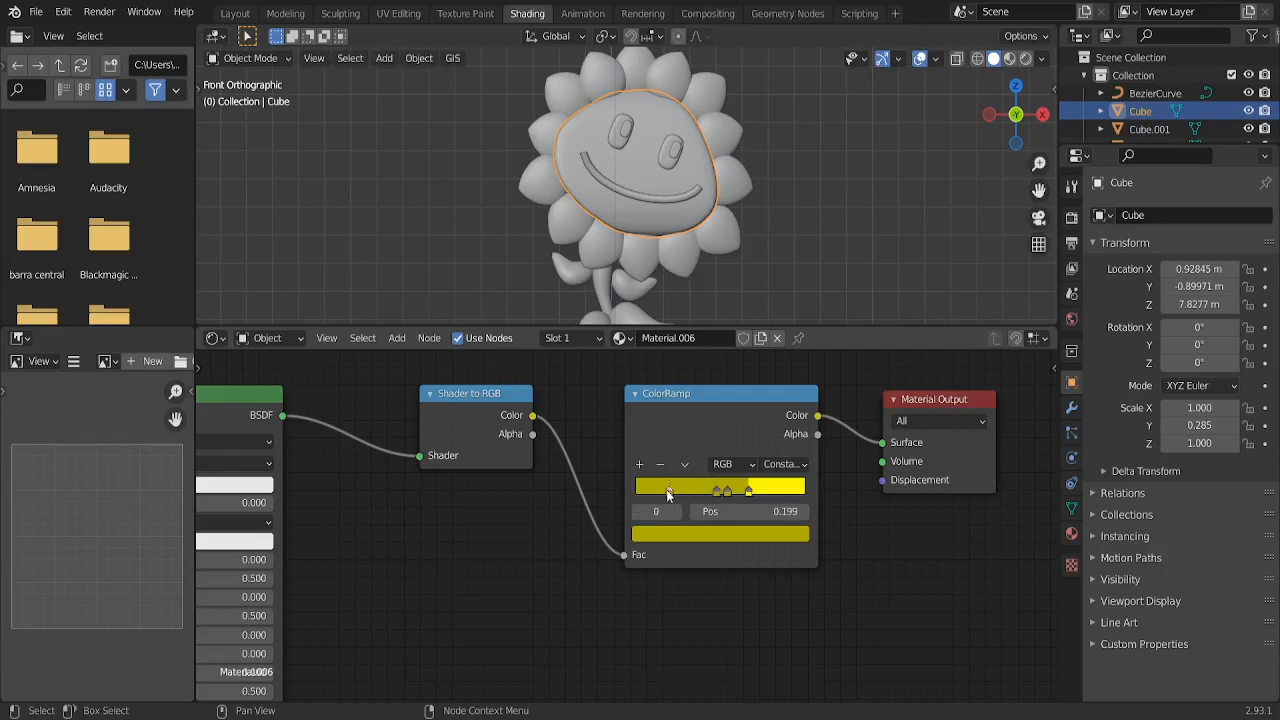 File Edit Render Window Help Layout Modeling Sculpting UV Editing Texture Paint Shading Animation Rendering Compositing Geometry Nodes Scripting + Scene View Layer
View Select Global Options
C:\Users\... Object Mode View Select Add Object GIS
Front Orthographic
(0) Collection | Cube
Z
-Y X
Amnesia Audacity
barra central Blackmagic ...
Scene Collection
Collection
BezierCurve
Cube
Cube.001
Cube
Cube
Transform
Location X 0.92845 m
Y -0.89971 m
Z 7.8277 m
Rotation X 0°
Y 0°
Z 0°
Mode XYZ Euler
Scale X 1.000
Y 0.285
Z 1.000
Delta Transform
Relations
Collections
Instancing
Motion Paths
Visibility
Viewport Display
Line Art
Custom Properties
View + New
Object View Select Add Node Use Nodes Slot 1 Material.006
BSDF
0.000
0.000
0.500
0.000
0.500
0.000
0.000
0.500
Shader to RGB
Color
Alpha
Shader
ColorRamp
Color
Alpha
RGB Consta...
0 Pos 0.199
Fac
Material Output
All
Surface
Volume
Displacement
Select Box Select Pan View Node Context Menu 2.93.1